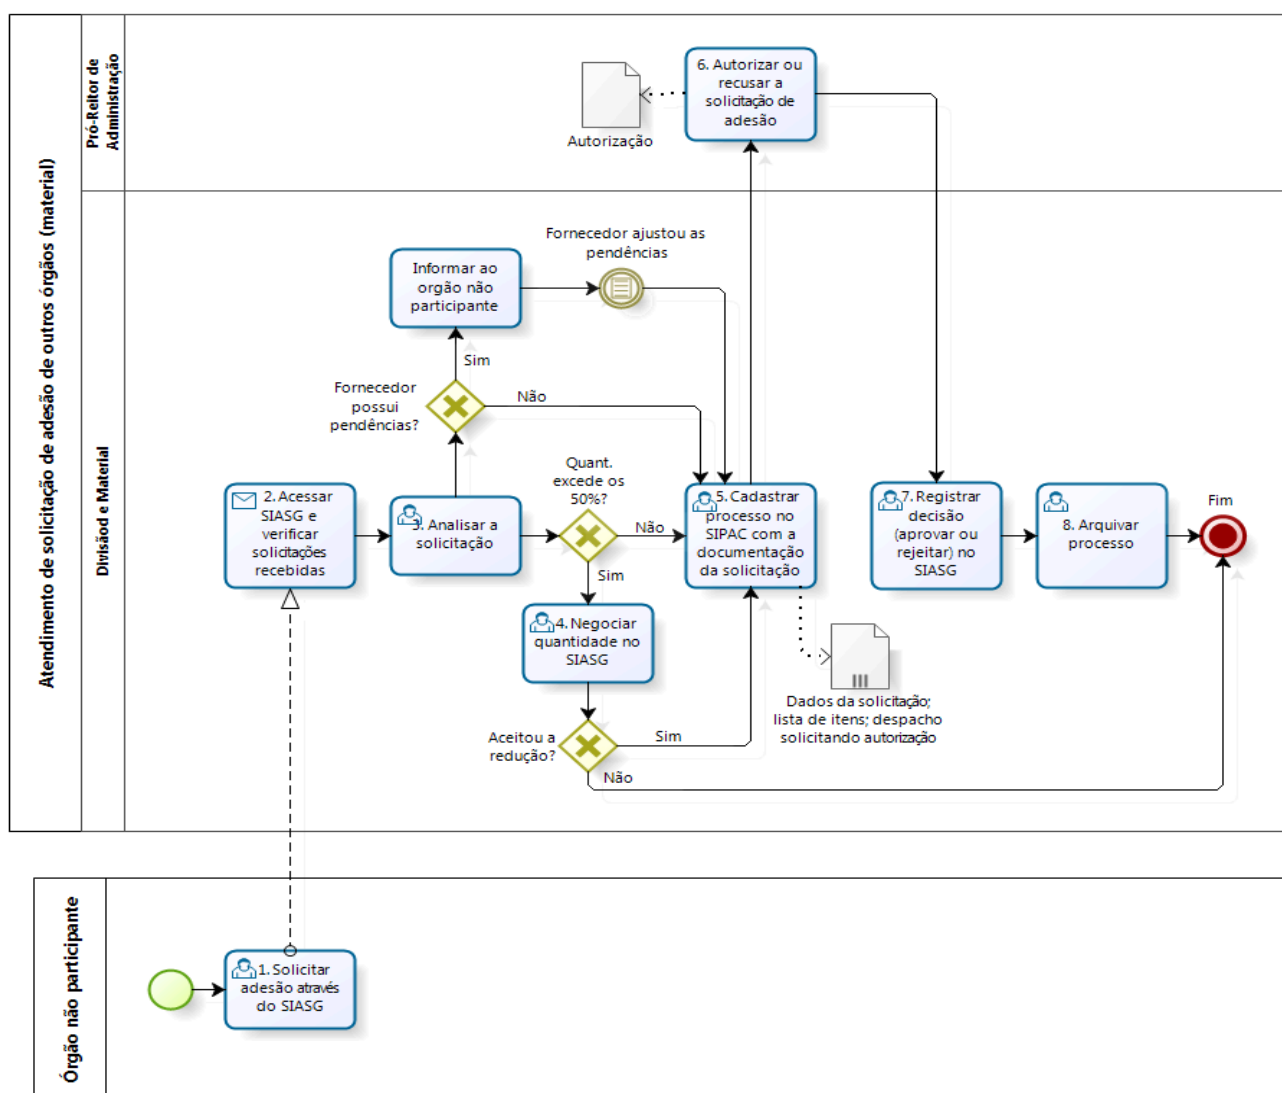 Atendimento de solicitação de adesão de outros órgãos (material)
Pró-Reitor de
Administração
6. Autorizar ou
recusar a
solicitação de
adesão
Autorização
Divisãod e Material
Fornecedor ajustou as
pendências
Informar ao
orgão não
participante
Sim
Fornecedor
possui
pendências?
Não
Quant.
excede os
50%?
2. Acessar
SIASG e
verificar
solicitações
recebidas
3. Analisar a
solicitação
Não
Sim
5. Cadastrar
processo no
SIPAC com a
documentação
da solicitação
7. Registrar
decisão
(aprovar ou
rejeitar) no
SIASG
8. Arquivar
processo
Fim
4. Negociar
quantidade no
SIASG
Dados da solicitação;
lista de itens; despacho
solicitando autorização
Aceitou a
redução?
Sim
Não
Órgão não participante
1. Solicitar
adesão através
do SIASG